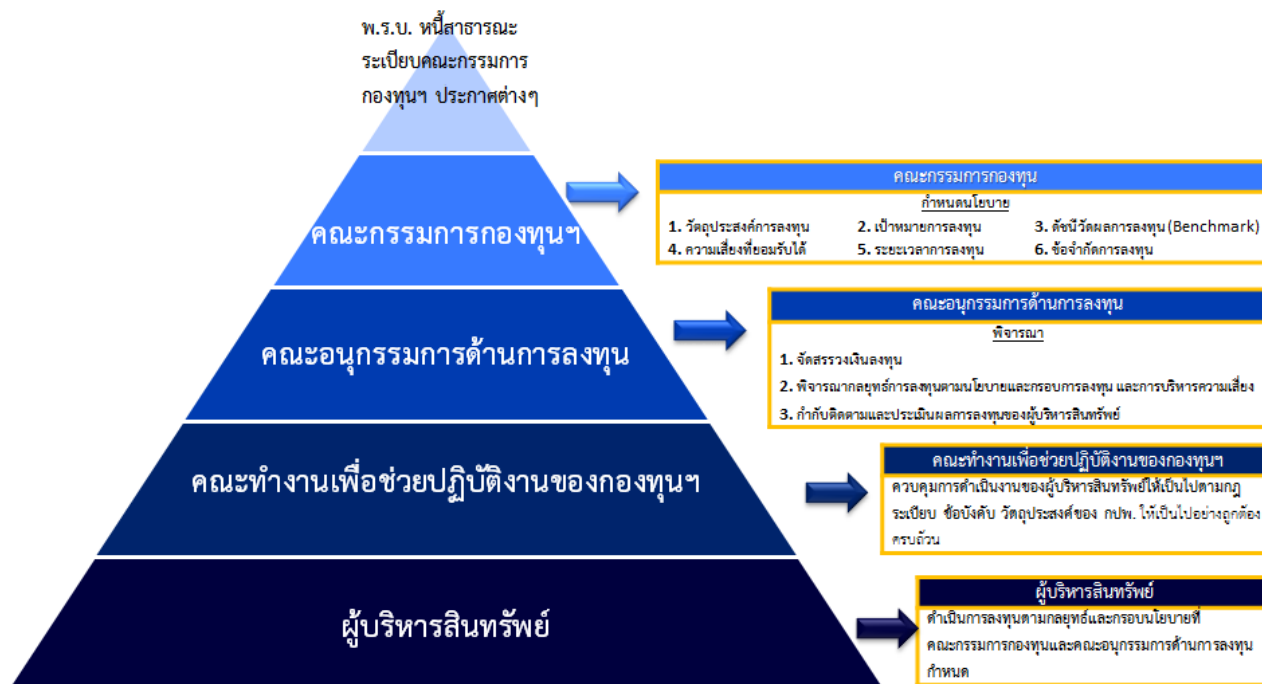 พ.ร.บ. หนี้สาธารณะ
ระเบียบคณะกรรมการ
กองทุนฯ ประกาศต่างๆ
คณะกรรมการกองทุนฯ
คณะกรรมการกองทุน
กำหนดนโยบาย
1. วัตถุประสงค์การลงทุน 2. เป้าหมายการลงทุน 3. ดัชนีวัดผลการลงทุน (Benchmark)
4. ความเสี่ยงที่ยอมรับได้ 5. ระยะเวลาการลงทุน 6. ข้อจำกัดการลงทุน
คณะอนุกรรมการด้านการลงทุน
คณะอนุกรรมการด้านการลงทุน
พิจารณา
1. จัดสรรวงเงินลงทุน
2. พิจารณากลยุทธ์การลงทุนตามนโยบายและกรอบการลงทุน และการบริหารความเสี่ยง
3. กำกับติดตามและประเมินผลการลงทุนของผู้บริหารสินทรัพย์
คณะทำงานเพื่อช่วยปฏิบัติงานของกองทุนฯ
คณะทำงานเพื่อช่วยปฏิบัติงานของกองทุนฯ
ควบคุมการดำเนินงานของผู้บริหารสินทรัพย์ให้เป็นไปตามกฎ
ระเบียบ ข้อบังคับ วัตถุประสงค์ของ กปพ. ให้เป็นไปอย่างถูกต้อง
ครบถ้วน
ผู้บริหารสินทรัพย์
ผู้บริหารสินทรัพย์
ดำเนินการลงทุนตามกลยุทธ์และกรอบนโยบายที่
คณะกรรมการกองทุนและคณะอนุกรรมการด้านการลงทุน
กำหนด